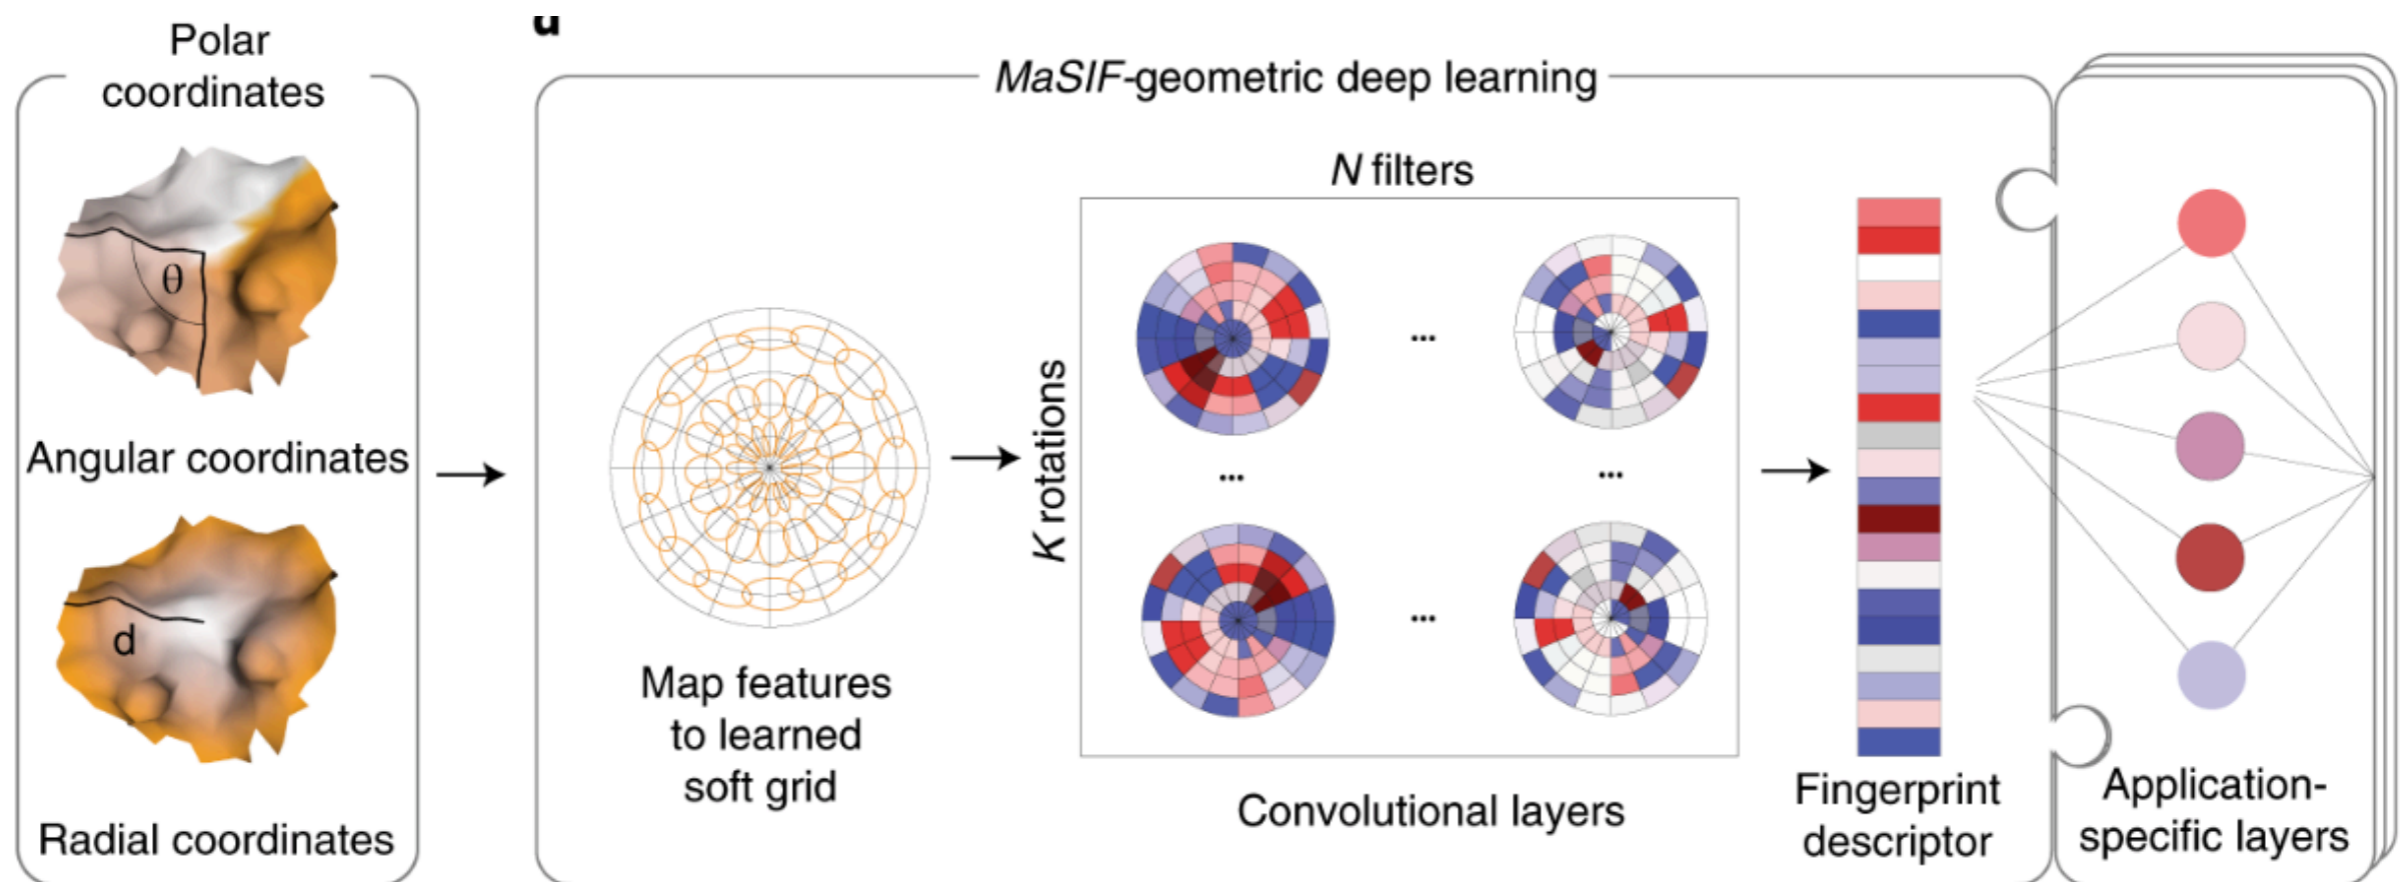 Polar
coordinates
θ
Angular coordinates
d
Radial coordinates
d
MaSIF-geometric deep learning
Map features
to learned
soft grid
N filters
K rotations
...
...
...
...
Convolutional layers
Fingerprint
descriptor
Application-
specific layers